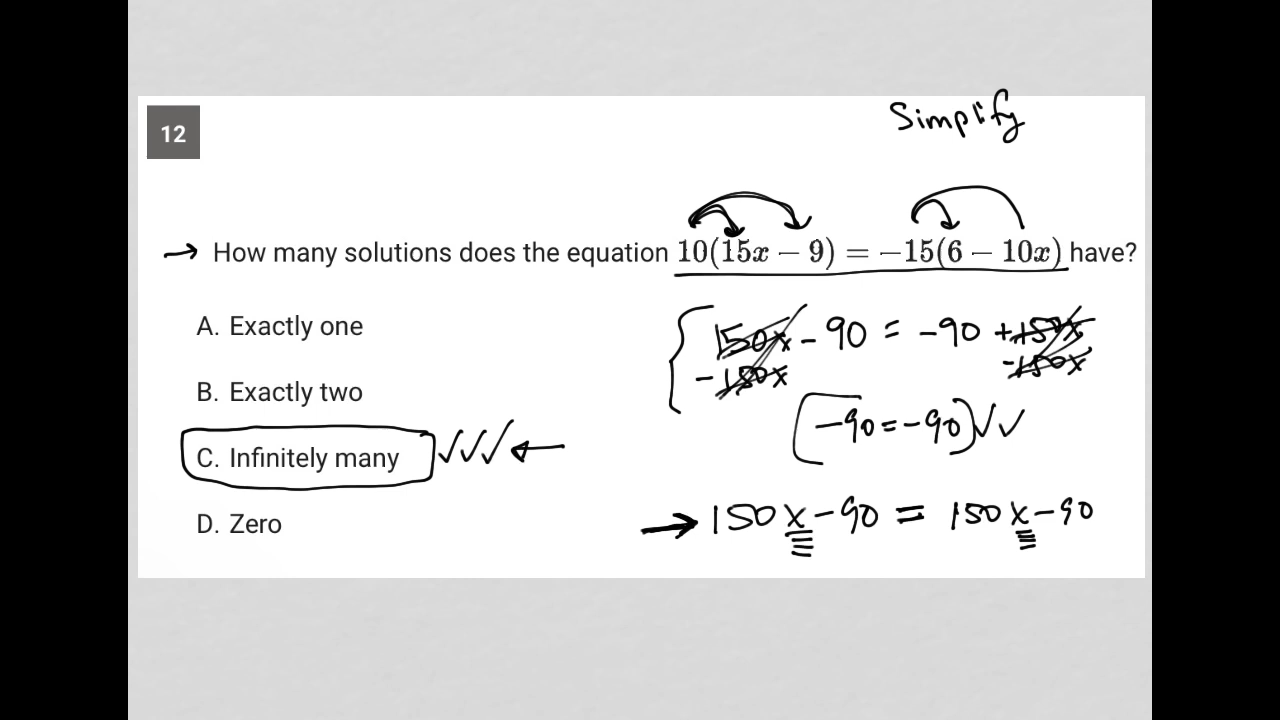 Simplify
12
→ How many solutions does the equation 10(15x − 9) = −15(6 − 10x) have?
A. Exactly one
150x − 90 = −90 + 150x
− 150x − 150x
B. Exactly two
−90 = −90 ✓✓
C. Infinitely many ✓✓✓ ←
→ 150x − 90 = 150x − 90
D. Zero